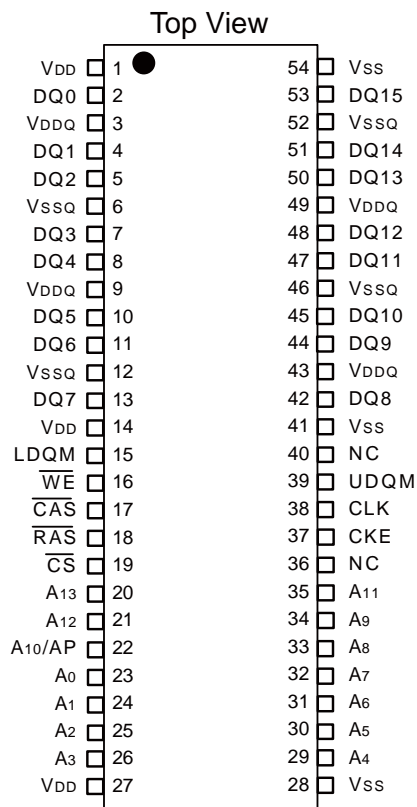 Top View
VDD 1 54 VSS
DQ0 2 53 DQ15
VDDQ 3 52 VSSQ
DQ1 4 51 DQ14
DQ2 5 50 DQ13
VSSQ 6 49 VDDQ
DQ3 7 48 DQ12
DQ4 8 47 DQ11
VDDQ 9 46 VSSQ
DQ5 10 45 DQ10
DQ6 11 44 DQ9
VSSQ 12 43 VDDQ
DQ7 13 42 DQ8
VDD 14 41 VSS
LDQM 15 40 NC
W̅E̅ 16 39 UDQM
C̅A̅S̅ 17 38 CLK
R̅A̅S̅ 18 37 CKE
C̅S̅ 19 36 NC
A13 20 35 A11
A12 21 34 A9
A10/AP 22 33 A8
A0 23 32 A7
A1 24 31 A6
A2 25 30 A5
A3 26 29 A4
VDD 27 28 VSS